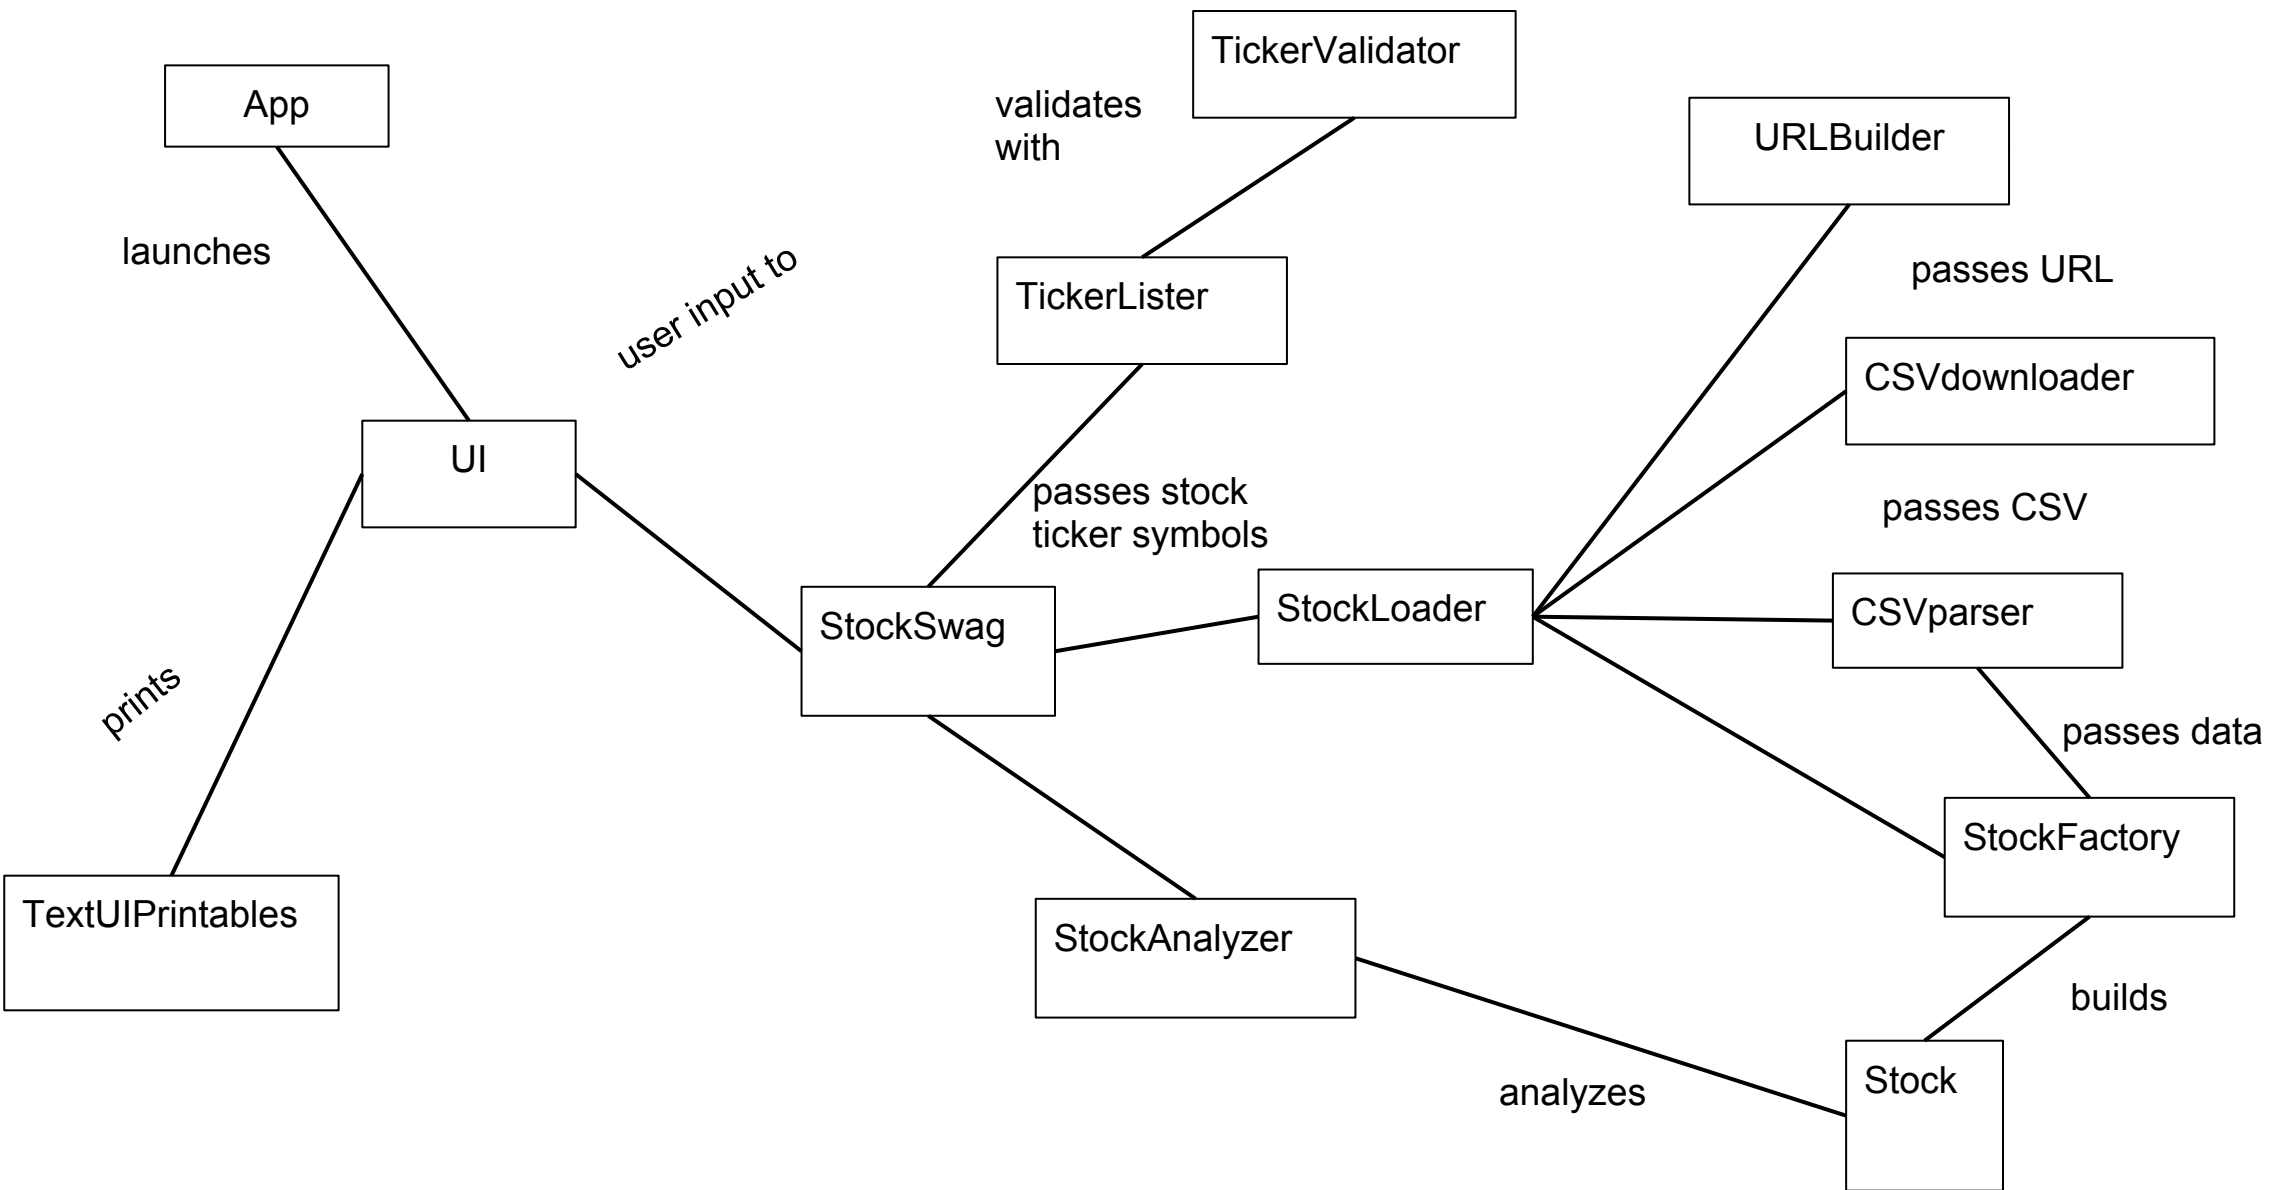 TickerValidator
App
validates
with
URLBuilder
launches
user input to
passes URL
TickerLister
CSVdownloader
UI
passes stock
ticker symbols
passes CSV
StockSwag
StockLoader
CSVparser
prints
passes data
StockFactory
TextUIPrintables
StockAnalyzer
builds
analyzes
Stock